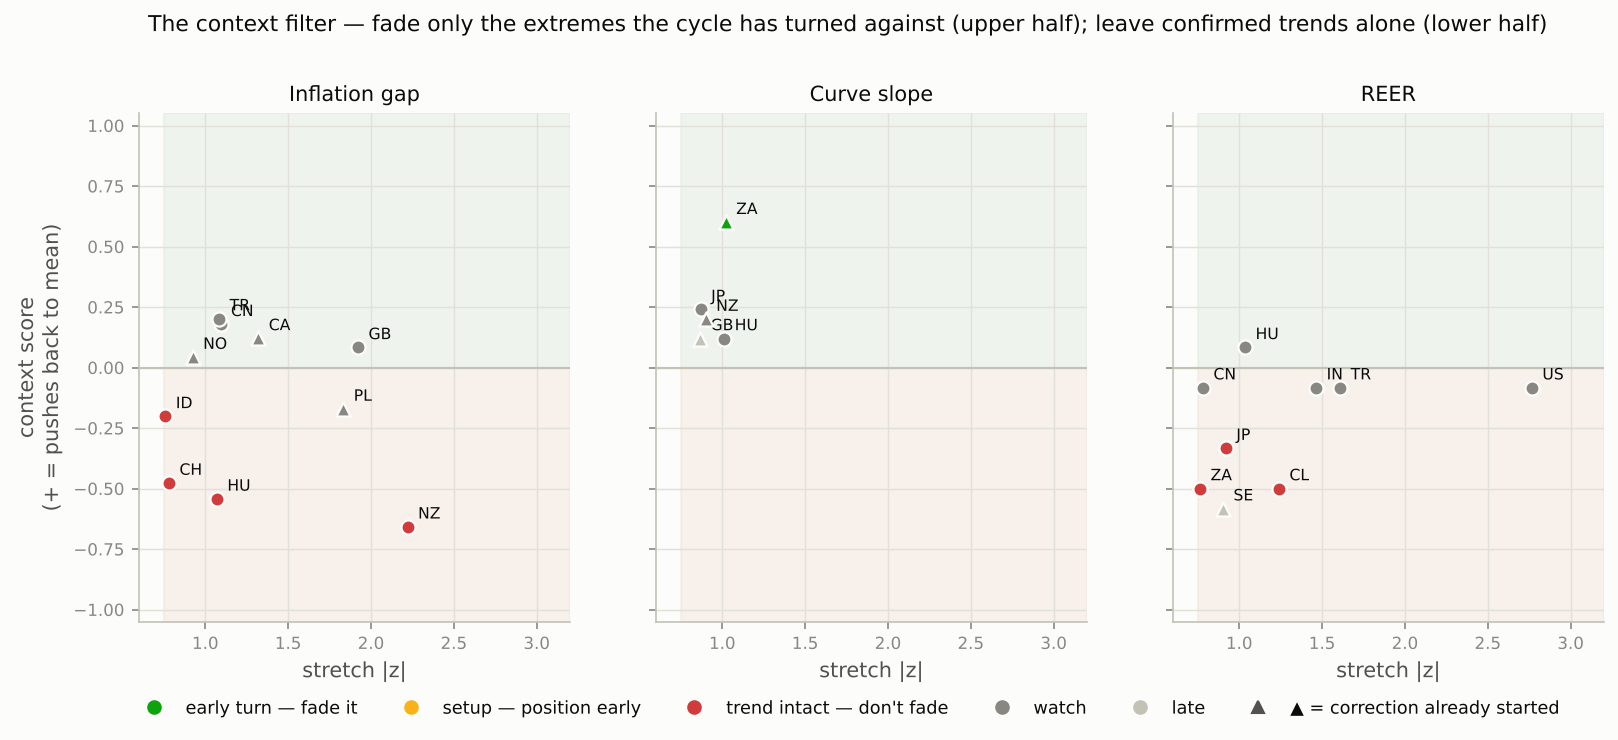 The context filter — fade only the extremes the cycle has turned against (upper half); leave confirmed trends alone (lower half)
Inflation gap
context score
(+ = pushes back to mean)
1.00
0.75
0.50
0.25
0.00
−0.25
−0.50
−0.75
−1.00
TR
CN
CA
GB
NO
ID
PL
CH
HU
NZ
1.0 1.5 2.0 2.5 3.0
stretch |z|
Curve slope
ZA
JP
NZ
GB HU
1.0 1.5 2.0 2.5 3.0
stretch |z|
REER
HU
CN IN TR US
JP
ZA CL
SE
1.0 1.5 2.0 2.5 3.0
stretch |z|
early turn — fade it setup — position early trend intact — don't fade watch late ▲ = correction already started